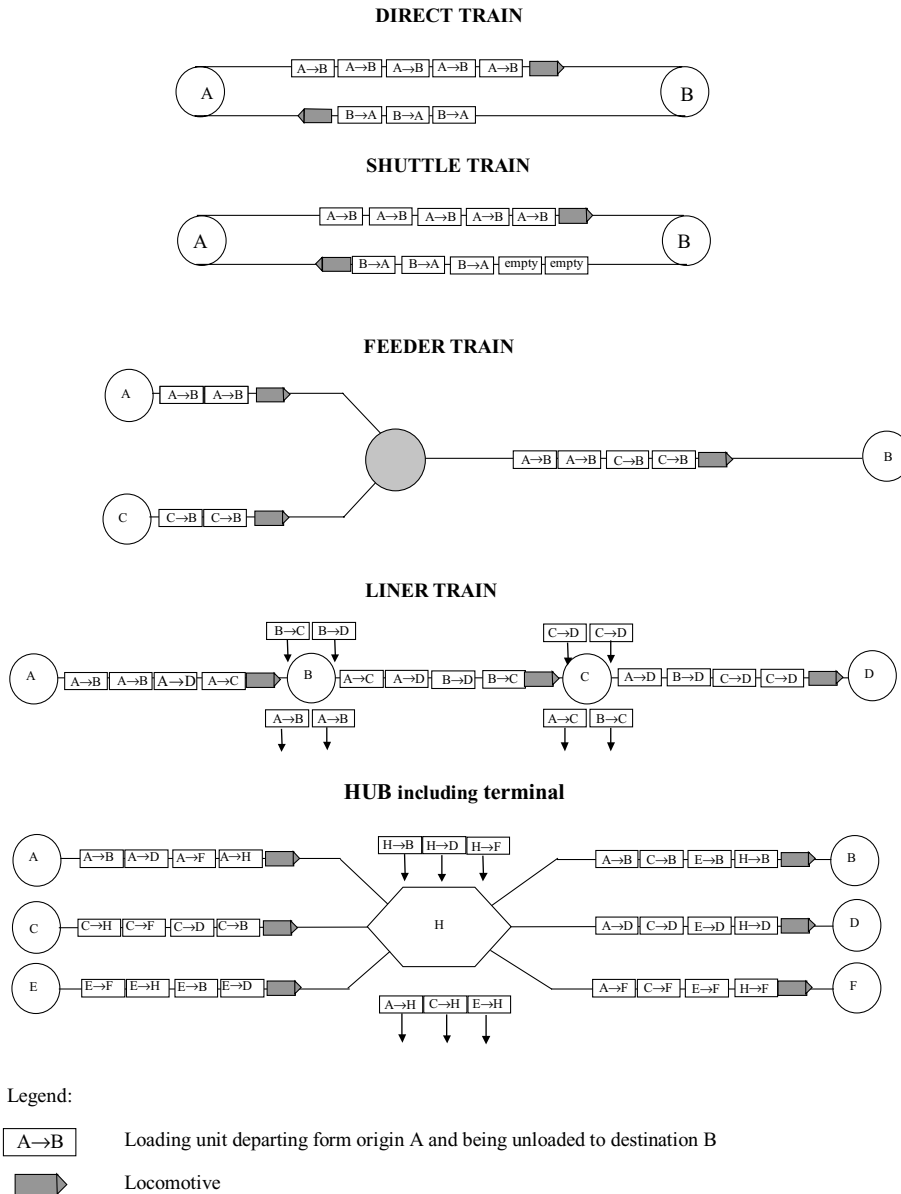 DIRECT TRAIN
A→B A→B A→B A→B A→B
A B
B→A B→A B→A
SHUTTLE TRAIN
A→B A→B A→B A→B A→B
A B
B→A B→A B→A empty empty
FEEDER TRAIN
A A→B A→B
A→B A→B C→B C→B B
C C→B C→B
LINER TRAIN
B→C B→D C→D C→D
A A→B A→B A→D A→C B A→C A→D B→D B→C C A→D B→D C→D C→D D
A→B A→B A→C B→C
HUB including terminal
H→B H→D H→F
A A→B A→D A→F A→H A→B C→B E→B H→B B
C C→H C→F C→D C→B H A→D C→D E→D H→D D
E E→F E→H E→B E→D A→F C→F E→F H→F F
A→H C→H E→H
Legend:
A→B Loading unit departing form origin A and being unloaded to destination B
Locomotive